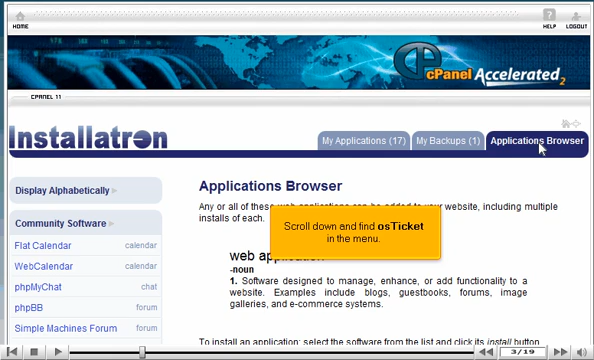 HOME
HELP
LOGOUT
cPanel Accelerated2
CPANEL 11
Installatron
My Applications (17)
My Backups (1)
Applications Browser
Display Alphabetically
Community Software
Flat Calendar calendar
WebCalendar calendar
phpMyChat chat
phpBB forum
Simple Machines Forum forum
Applications Browser
Any or all of these web applications can be added to your website, including multiple
installs of each.
Scroll down and find osTicket
in the menu.
web application
-noun
1. Software designed to manage, enhance, or add functionality to a
website. Examples include blogs, guestbooks, forums, image
galleries, and e-commerce systems.
To install an application: select the software from the list and click its install button
3/19